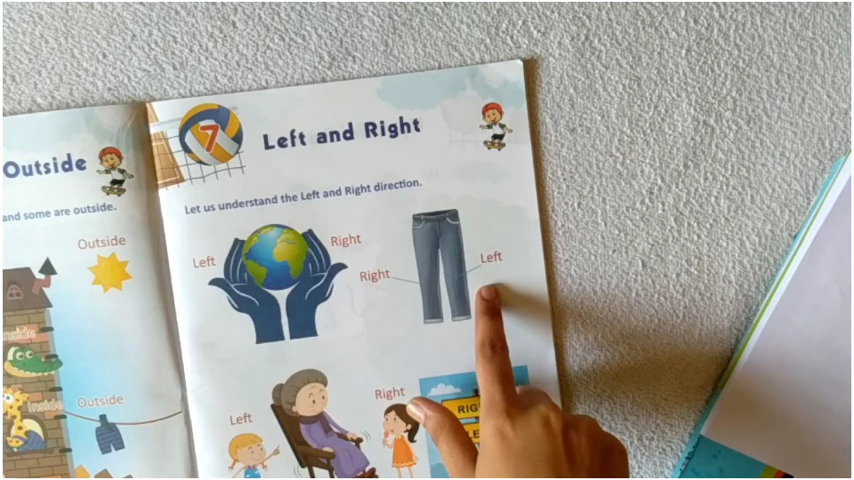 Outside
and some are outside.
Outside
Inside
Inside
Outside
7
Left and Right
Let us understand the Left and Right direction.
Left
Right
Right
Left
Left
Right